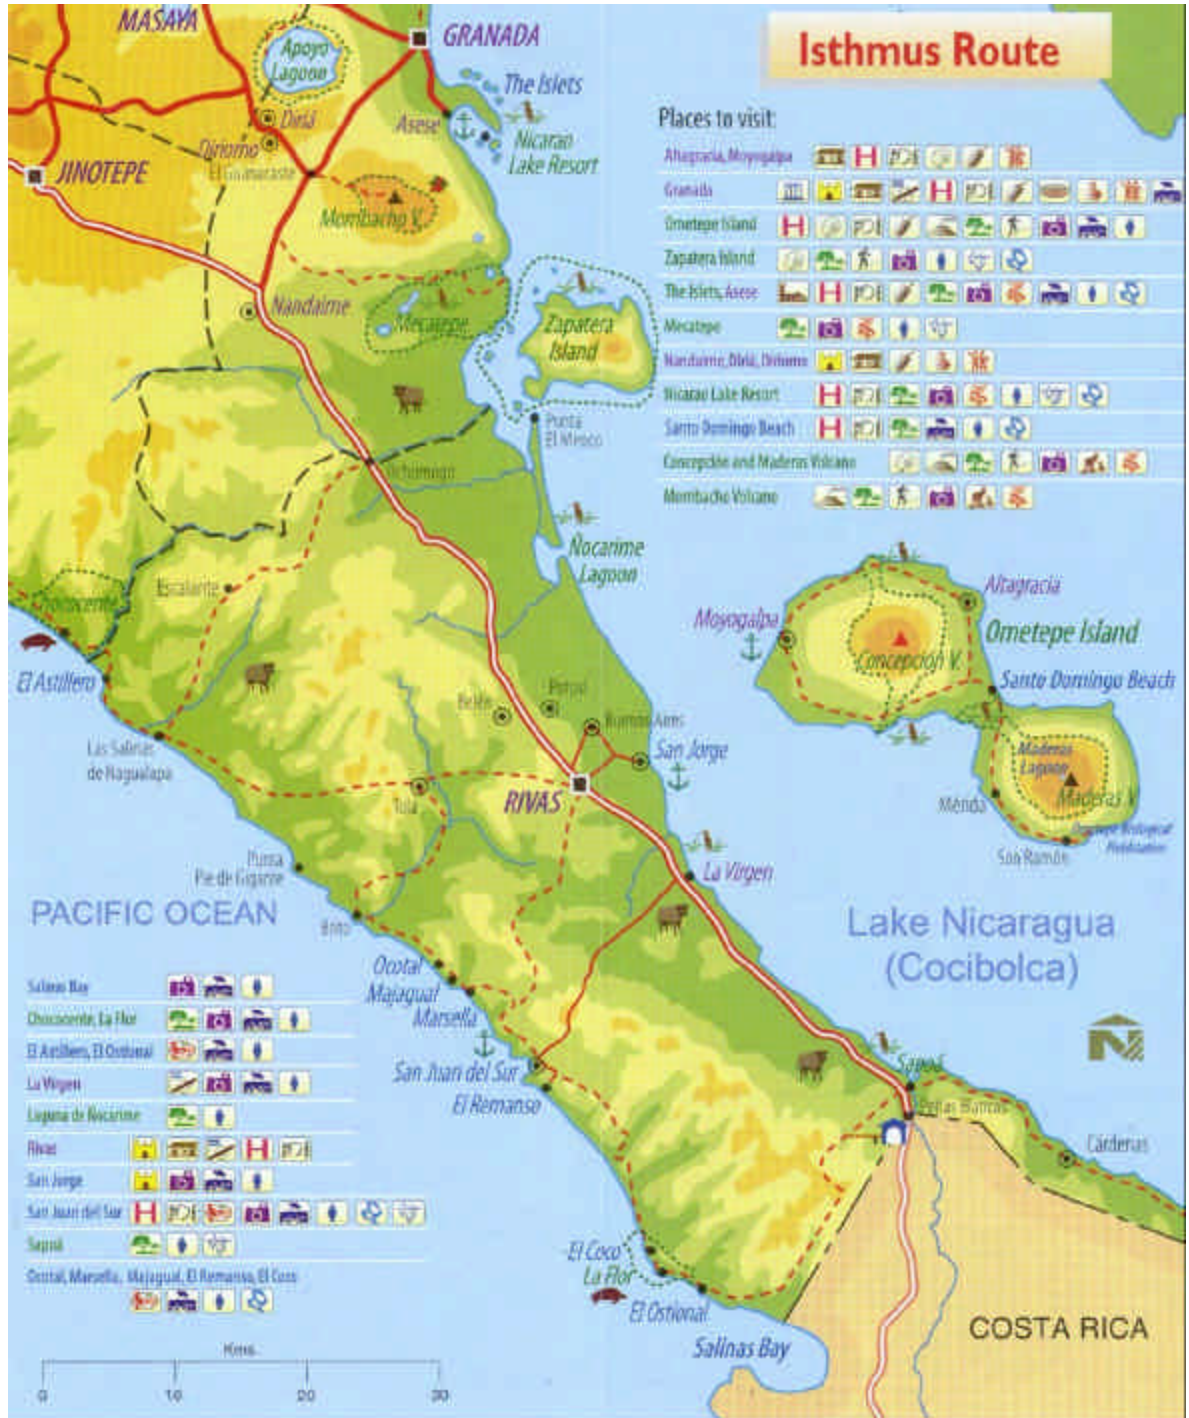 Isthmus Route
MASAYA
GRANADA
Apoyo
Lagoon
The Islets
Asese
Diriá
Diriomo
Nicarao
Lake Resort
JINOTEPE
El Guanacaste
Mombacho V.
Nandaime
Mecatepe
Zapatera
Island
Punta
El Menco
Ochomogo
Nocarime
Lagoon
Chococente
Escalante
El Astillero
Las Salinas
de Nagualapa
Belén
Potosí
Buenos Aires
San Jorge
RIVAS
Tola
Punta
Pie de Gigante
La Virgen
PACIFIC OCEAN
Brito
Ocotal
Majagual
Marsella
San Juan del Sur
El Remanso
Sapoá
Peñas Blancas
Cárdenas
El Coco
La Flor
El Ostional
Salinas Bay
COSTA RICA
Places to visit:
Altagracia, Moyogalpa
Granada
Ometepe Island
Zapatera Island
The Islets, Asese
Mecatepe
Nandaime, Diriá, Diriomo
Nicarao Lake Resort
Santo Domingo Beach
Concepción and Maderas Volcano
Mombacho Volcano
Altagracia
Moyogalpa
Ometepe Island
Concepción V.
Santo Domingo Beach
Maderas
Lagoon
Maderas V.
Mérida
San Ramón
Lake Nicaragua
(Cocibolca)
N
Salinas Bay
Chococente, La Flor
El Astillero, El Ostional
La Virgen
Laguna de Nocarime
Rivas
San Jorge
San Juan del Sur
Sapoá
Ocotal, Marsella, Majagual, El Remanso, El Coco
Kms.
0 10 20 30